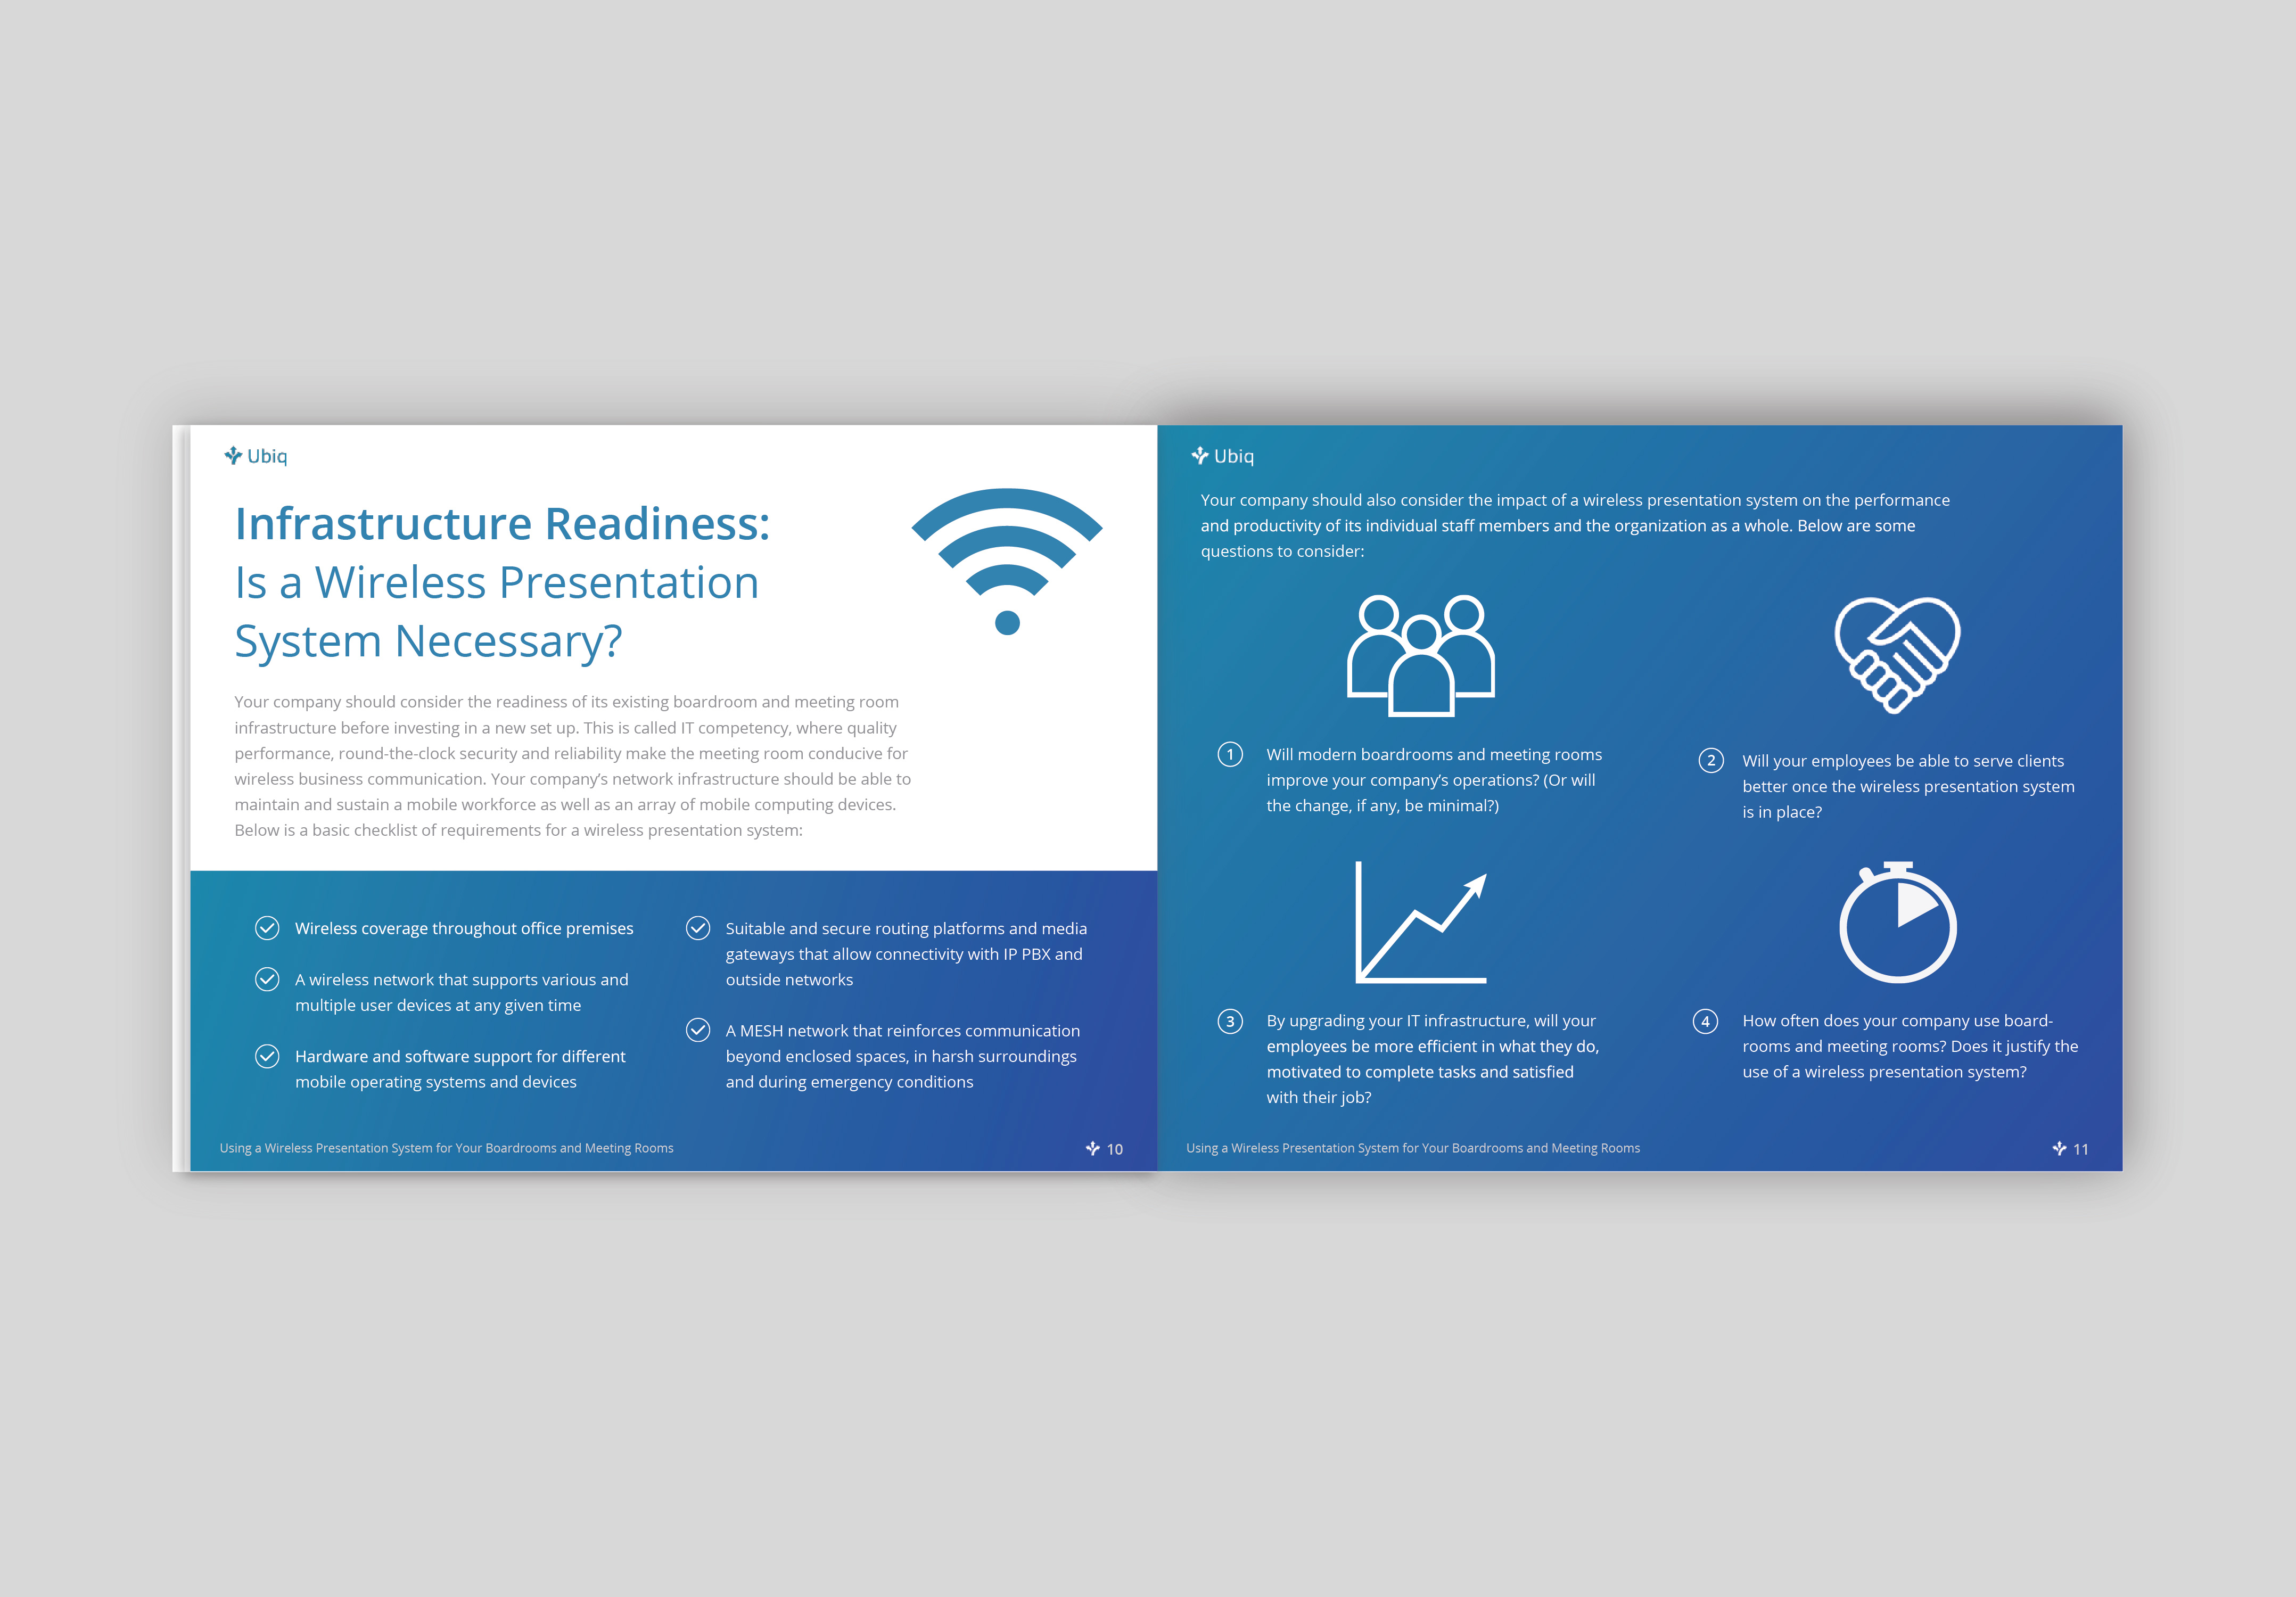 Ubiq
Infrastructure Readiness:
Is a Wireless Presentation
System Necessary?
Your company should consider the readiness of its existing boardroom and meeting room
infrastructure before investing in a new set up. This is called IT competency, where quality
performance, round-the-clock security and reliability make the meeting room conducive for
wireless business communication. Your company’s network infrastructure should be able to
maintain and sustain a mobile workforce as well as an array of mobile computing devices.
Below is a basic checklist of requirements for a wireless presentation system:
Wireless coverage throughout office premises
A wireless network that supports various and
multiple user devices at any given time
Hardware and software support for different
mobile operating systems and devices
Suitable and secure routing platforms and media
gateways that allow connectivity with IP PBX and
outside networks
A MESH network that reinforces communication
beyond enclosed spaces, in harsh surroundings
and during emergency conditions
Using a Wireless Presentation System for Your Boardrooms and Meeting Rooms
10
Ubiq
Your company should also consider the impact of a wireless presentation system on the performance
and productivity of its individual staff members and the organization as a whole. Below are some
questions to consider:
1 Will modern boardrooms and meeting rooms
improve your company’s operations? (Or will
the change, if any, be minimal?)
2 Will your employees be able to serve clients
better once the wireless presentation system
is in place?
3 By upgrading your IT infrastructure, will your
employees be more efficient in what they do,
motivated to complete tasks and satisfied
with their job?
4 How often does your company use board-
rooms and meeting rooms? Does it justify the
use of a wireless presentation system?
Using a Wireless Presentation System for Your Boardrooms and Meeting Rooms
11